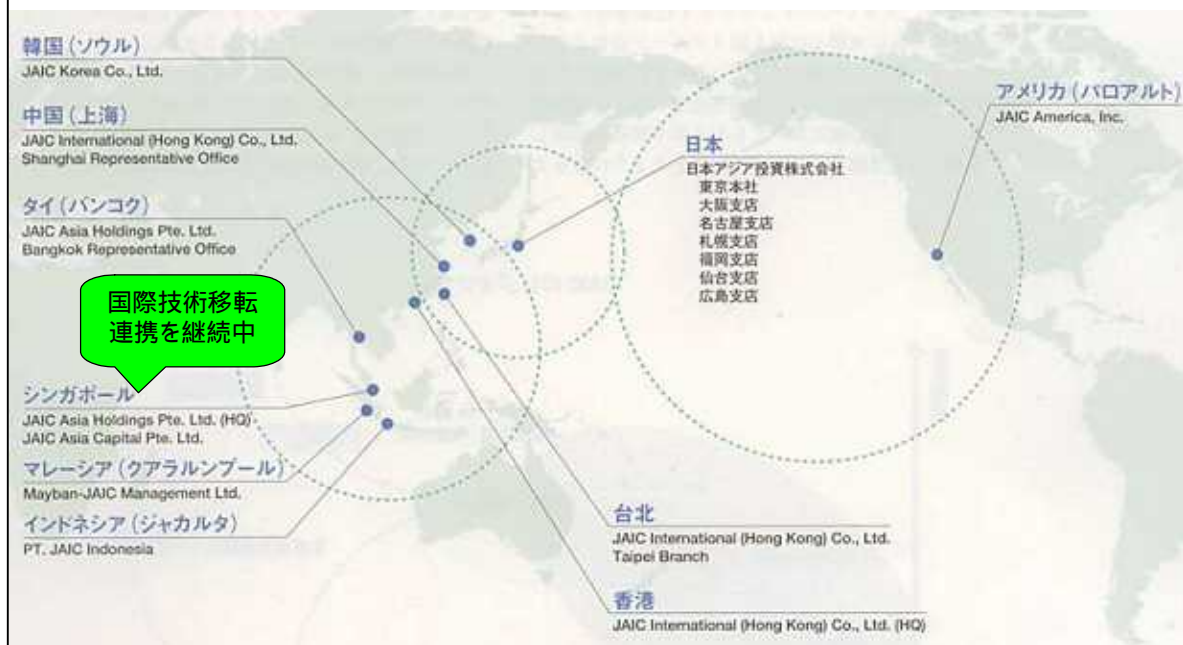 韓国(ソウル)
JAIC Korea Co., Ltd.
中国(上海)
JAIC International (Hong Kong) Co., Ltd.
Shanghai Representative Office
タイ(バンコク)
JAIC Asia Holdings Pte. Ltd.
Bangkok Representative Office
国際技術移転
連携を継続中
シンガポール
JAIC Asia Holdings Pte. Ltd. (HQ)
JAIC Asia Capital Pte. Ltd.
マレーシア(クアラルンプール)
Mayban-JAIC Management Ltd.
インドネシア(ジャカルタ)
PT. JAIC Indonesia
日本
日本アジア投資株式会社
東京本社
大阪支店
名古屋支店
札幌支店
福岡支店
仙台支店
広島支店
アメリカ(パロアルト)
JAIC America, Inc.
台北
JAIC International (Hong Kong) Co., Ltd.
Taipei Branch
香港
JAIC International (Hong Kong) Co., Ltd. (HQ)